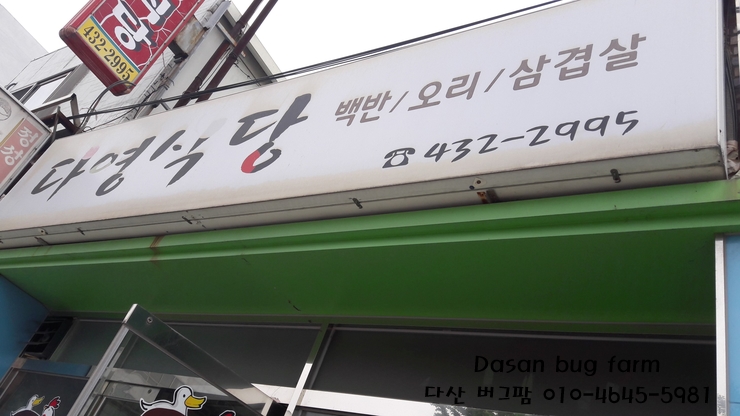 432-2995
다영식당
백반/오리/삼겹살
☎432-2995
Dasan bug farm
다산 버그팜 010-4645-5981